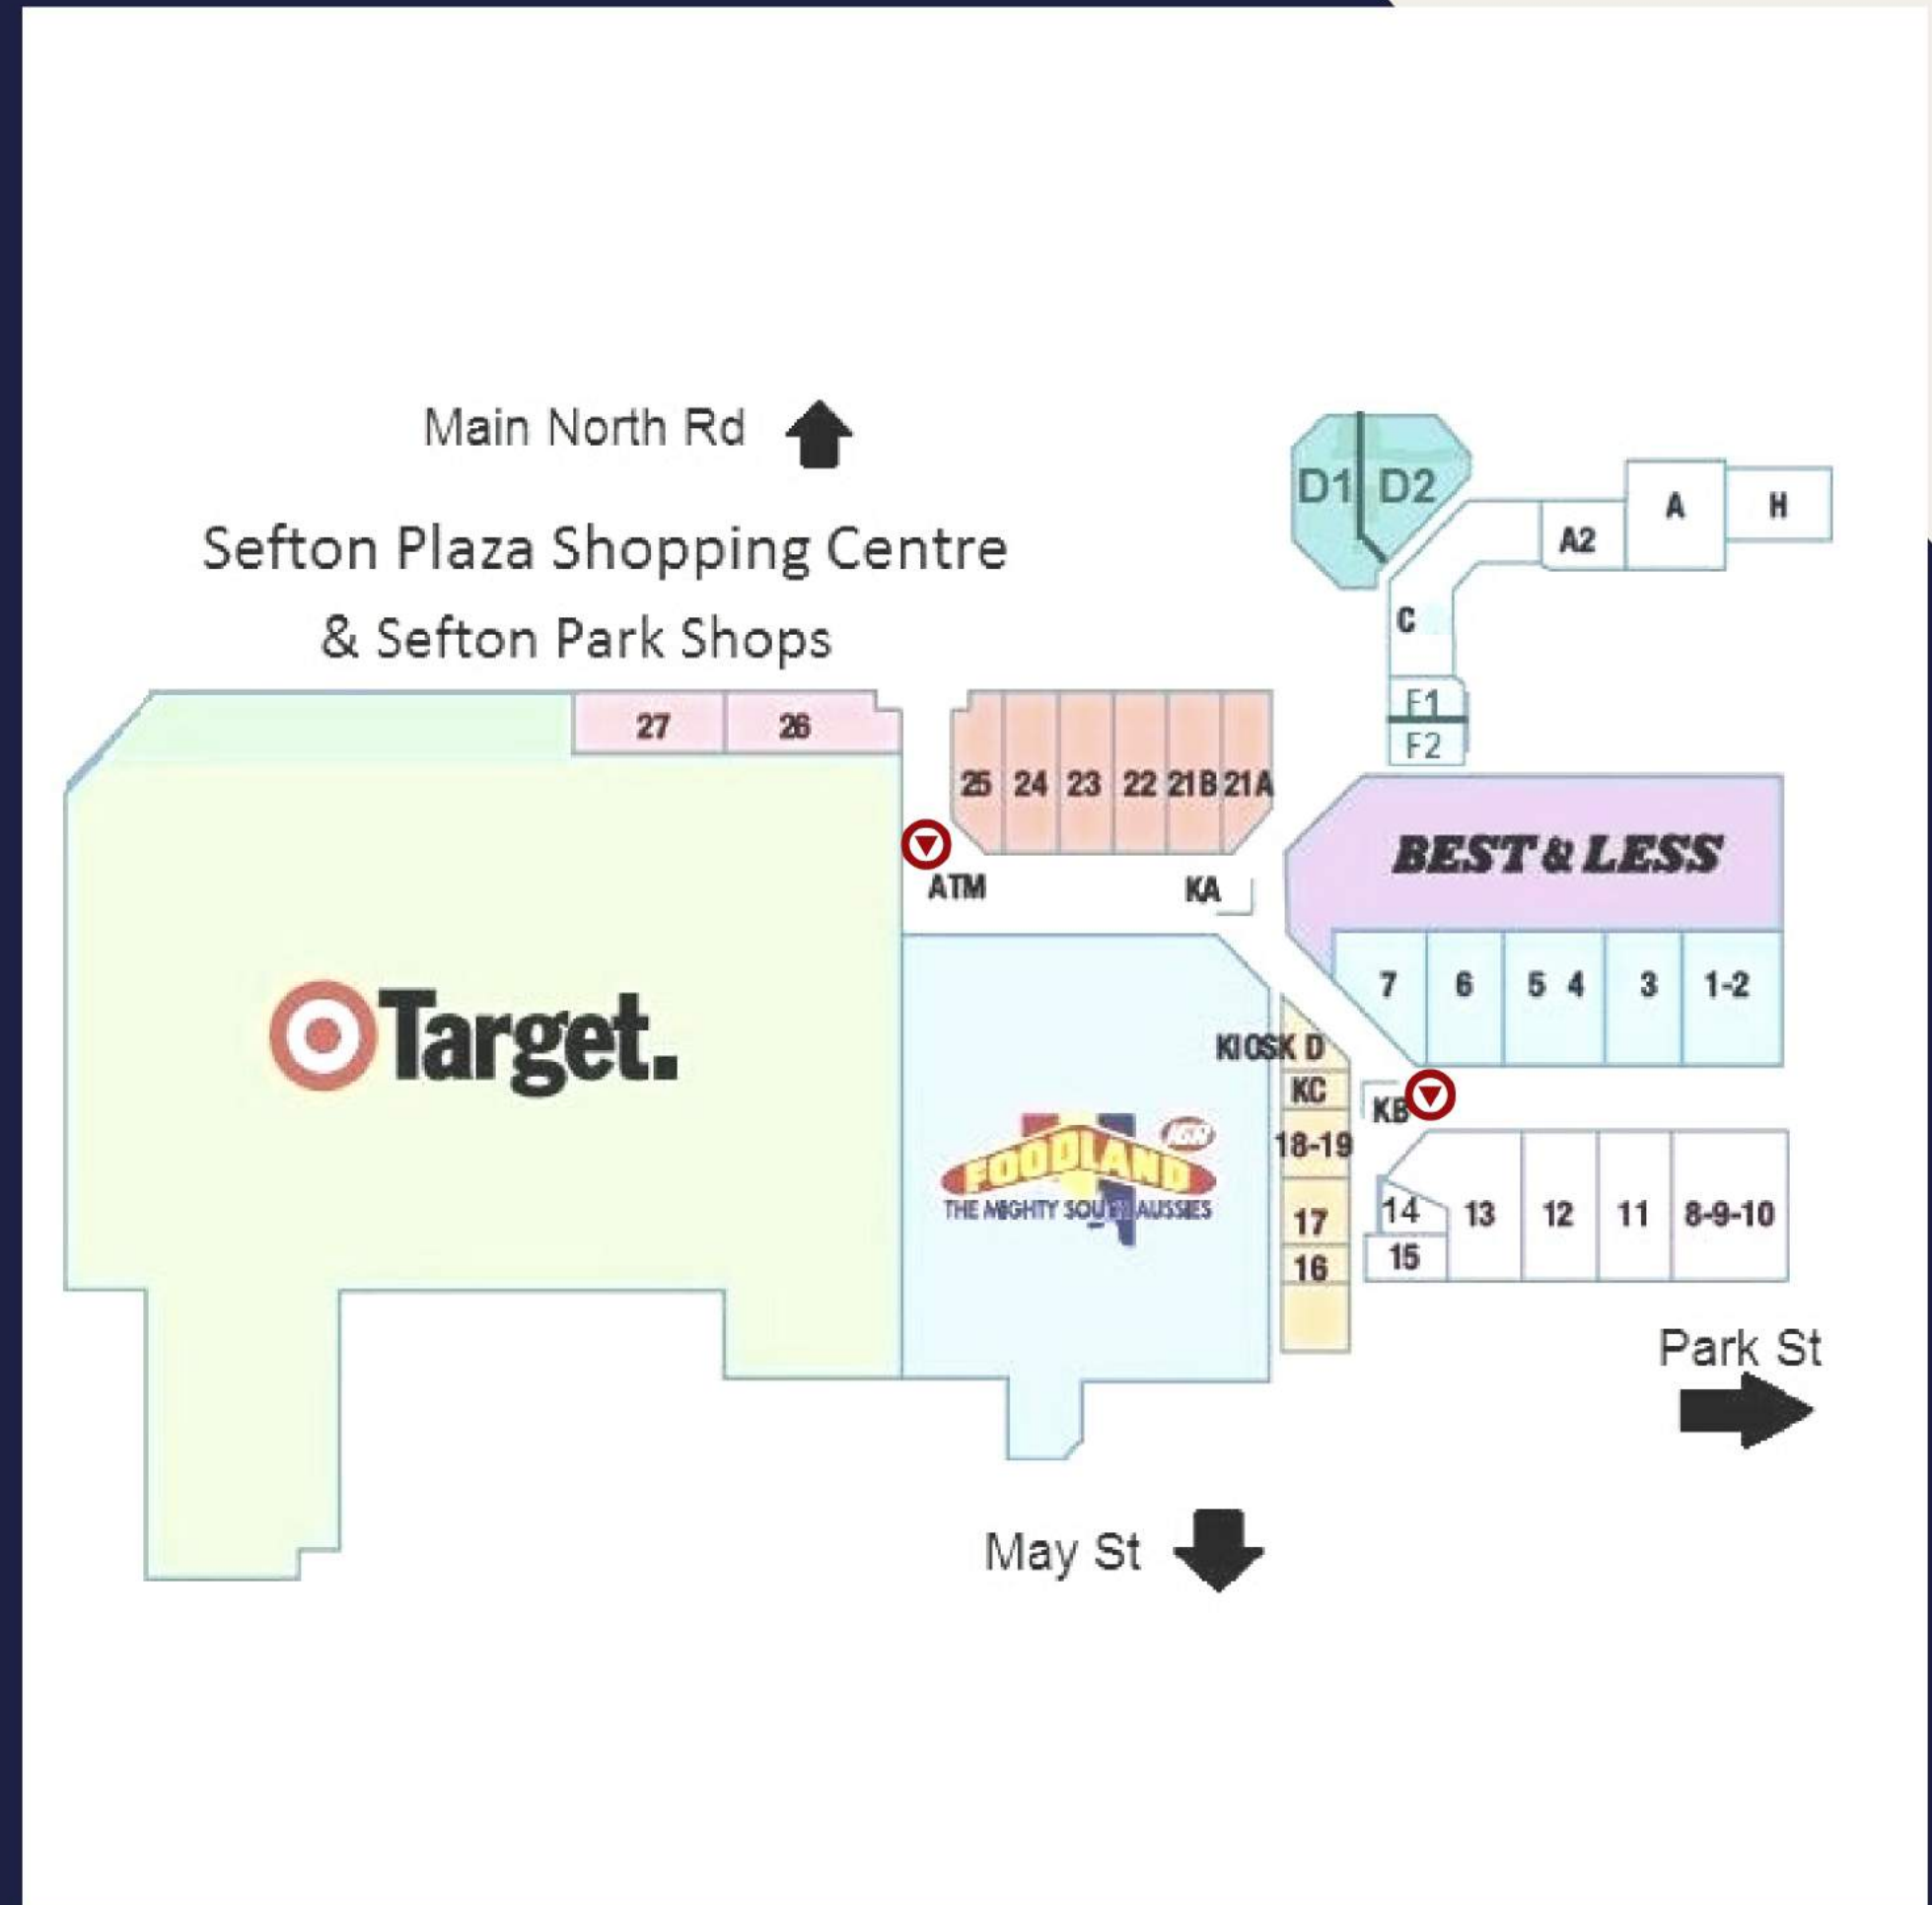 Main North Rd
Sefton Plaza Shopping Centre
& Sefton Park Shops
D1 D2
A2
A
H
C
F1
F2
27
26
25 24 23 22 21B 21A
ATM
KA
BEST & LESS
7 6 5 4 3 1-2
Target.
KIOSK D
KC
KB
18-19
17
16
IGA
FOODLAND
THE MIGHTY SOUTH AUSSIES
14
15
13 12 11 8-9-10
Park St
May St